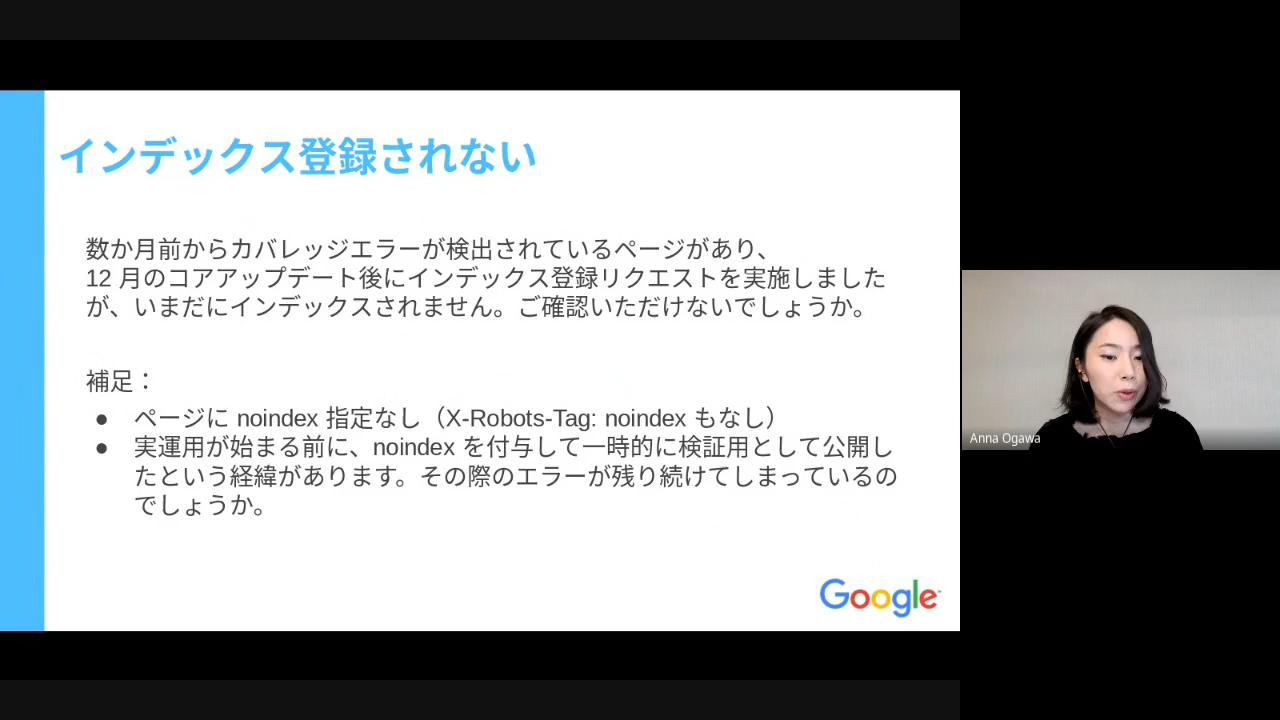 インデックス登録されない
数か月前からカバレッジエラーが検出されているページがあり、
12 月のコアアップデート後にインデックス登録リクエストを実施しました
が、いまだにインデックスされません。ご確認いただけないでしょうか。
補足：
● ページに noindex 指定なし（X-Robots-Tag: noindex もなし）
● 実運用が始まる前に、noindex を付与して一時的に検証用として公開し
たという経緯があります。その際のエラーが残り続けてしまっているの
でしょうか。
Google
Anna Ogawa